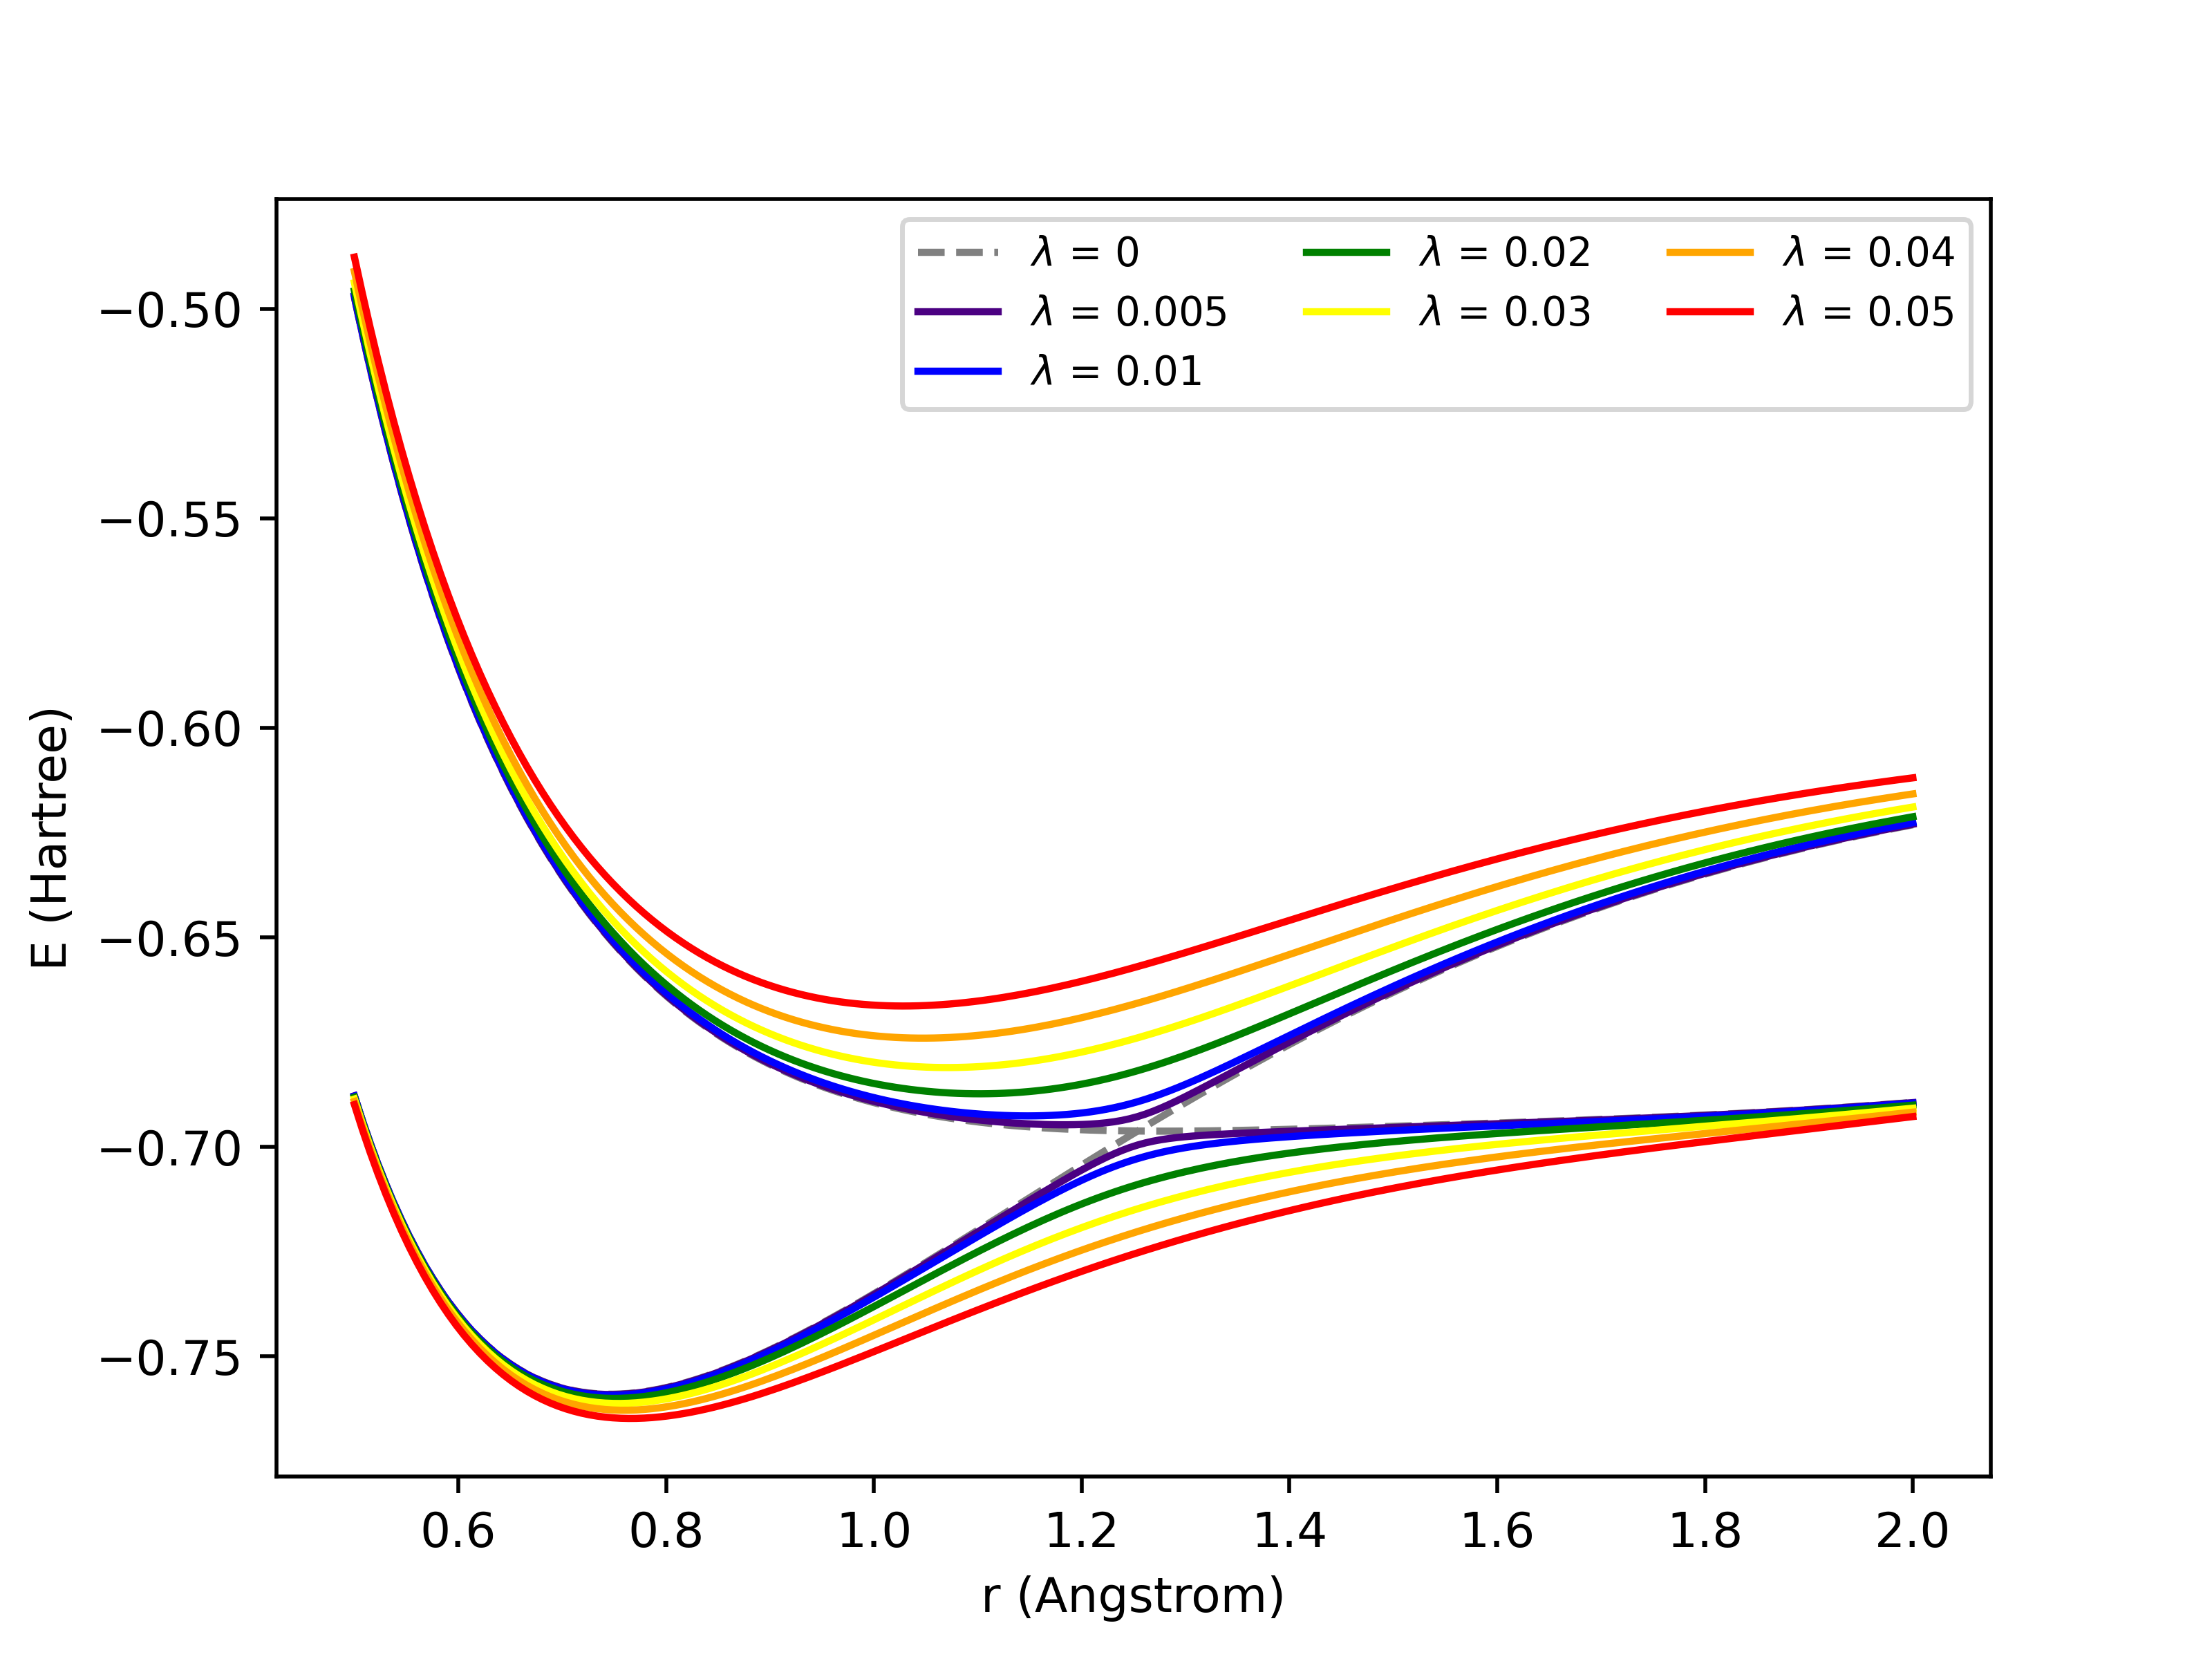 λ = 0
λ = 0.005
λ = 0.01
λ = 0.02
λ = 0.03
λ = 0.04
λ = 0.05
E (Hartree)
−0.50
−0.55
−0.60
−0.65
−0.70
−0.75
0.6 0.8 1.0 1.2 1.4 1.6 1.8 2.0
r (Angstrom)